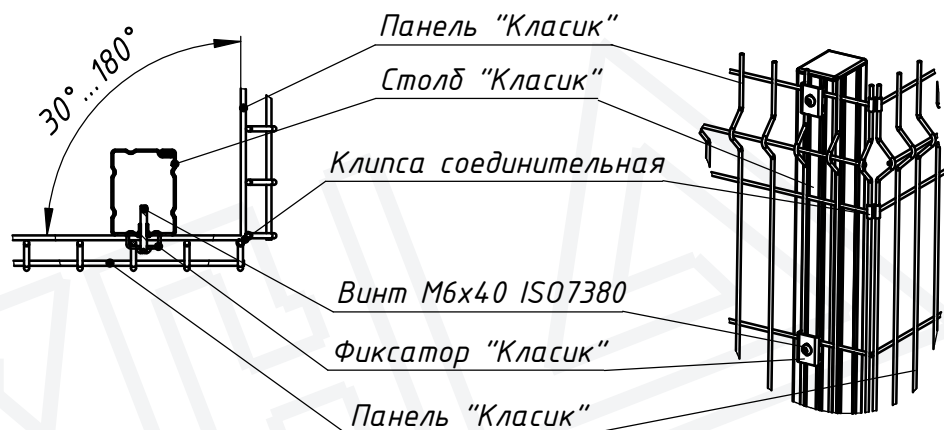 Панель "Класик"
30° ... 180°
Столб "Класик"
Клипса соединительная
Винт М6х40 ISO7380
Фиксатор "Класик"
Панель "Класик"